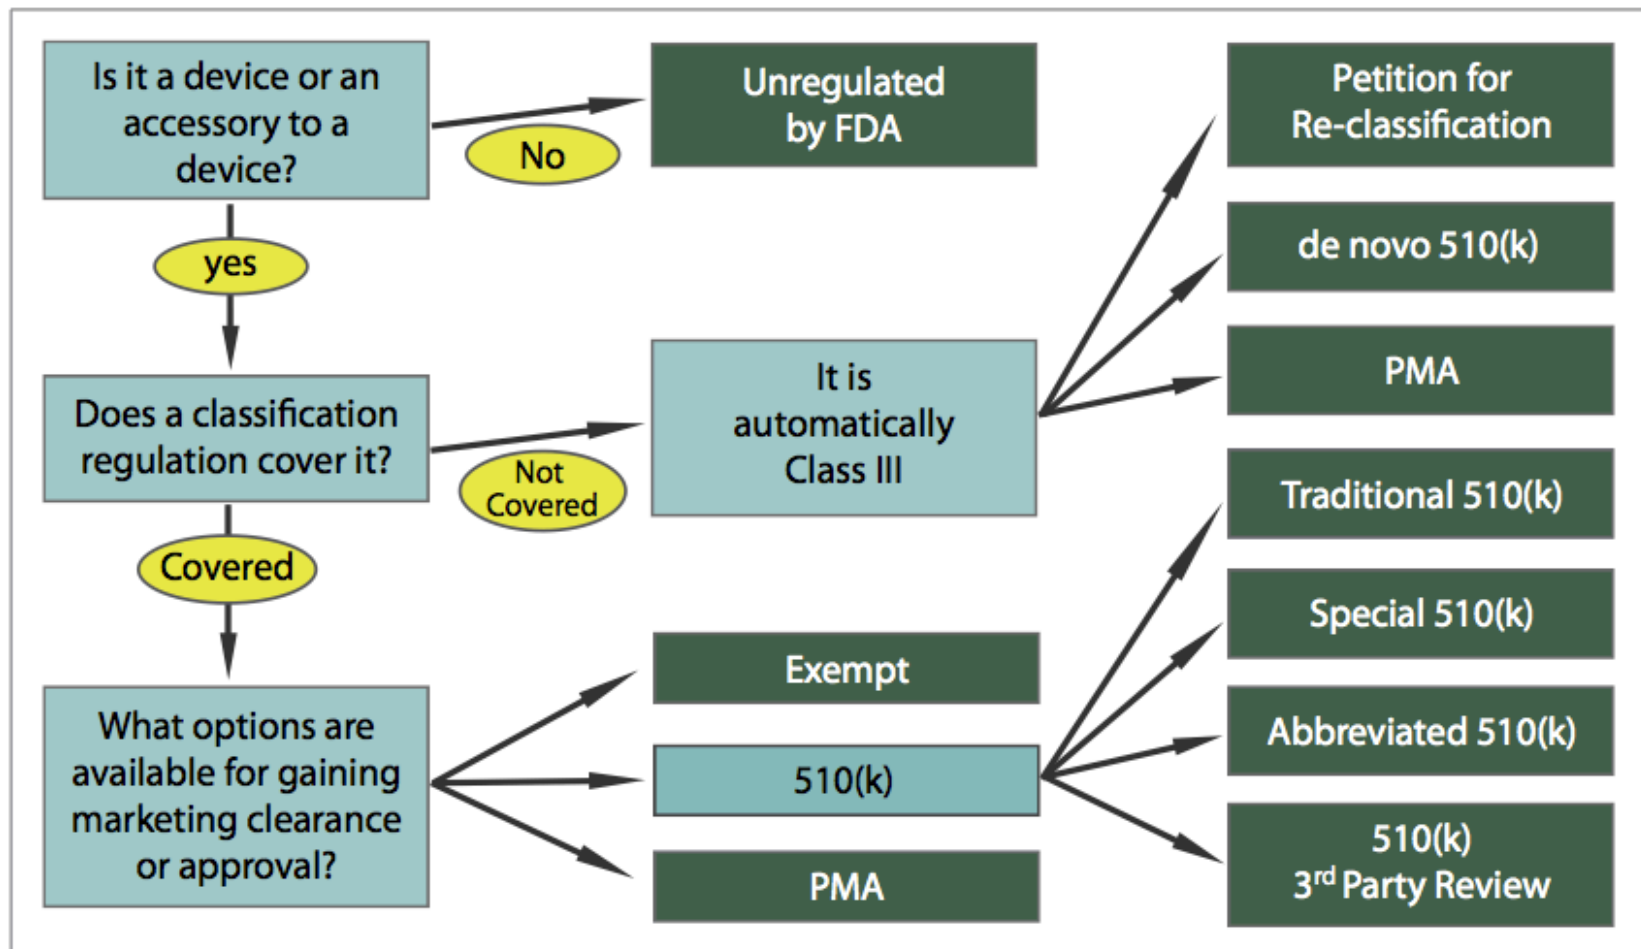 Is it a device or an
accessory to a
device?
No
Unregulated
by FDA
Petition for
Re-classification
de novo 510(k)
PMA
yes
Does a classification
regulation cover it?
Not
Covered
It is
automatically
Class III
Covered
Traditional 510(k)
Special 510(k)
Abbreviated 510(k)
510(k)
3rd Party Review
What options are
available for gaining
marketing clearance
or approval?
Exempt
510(k)
PMA